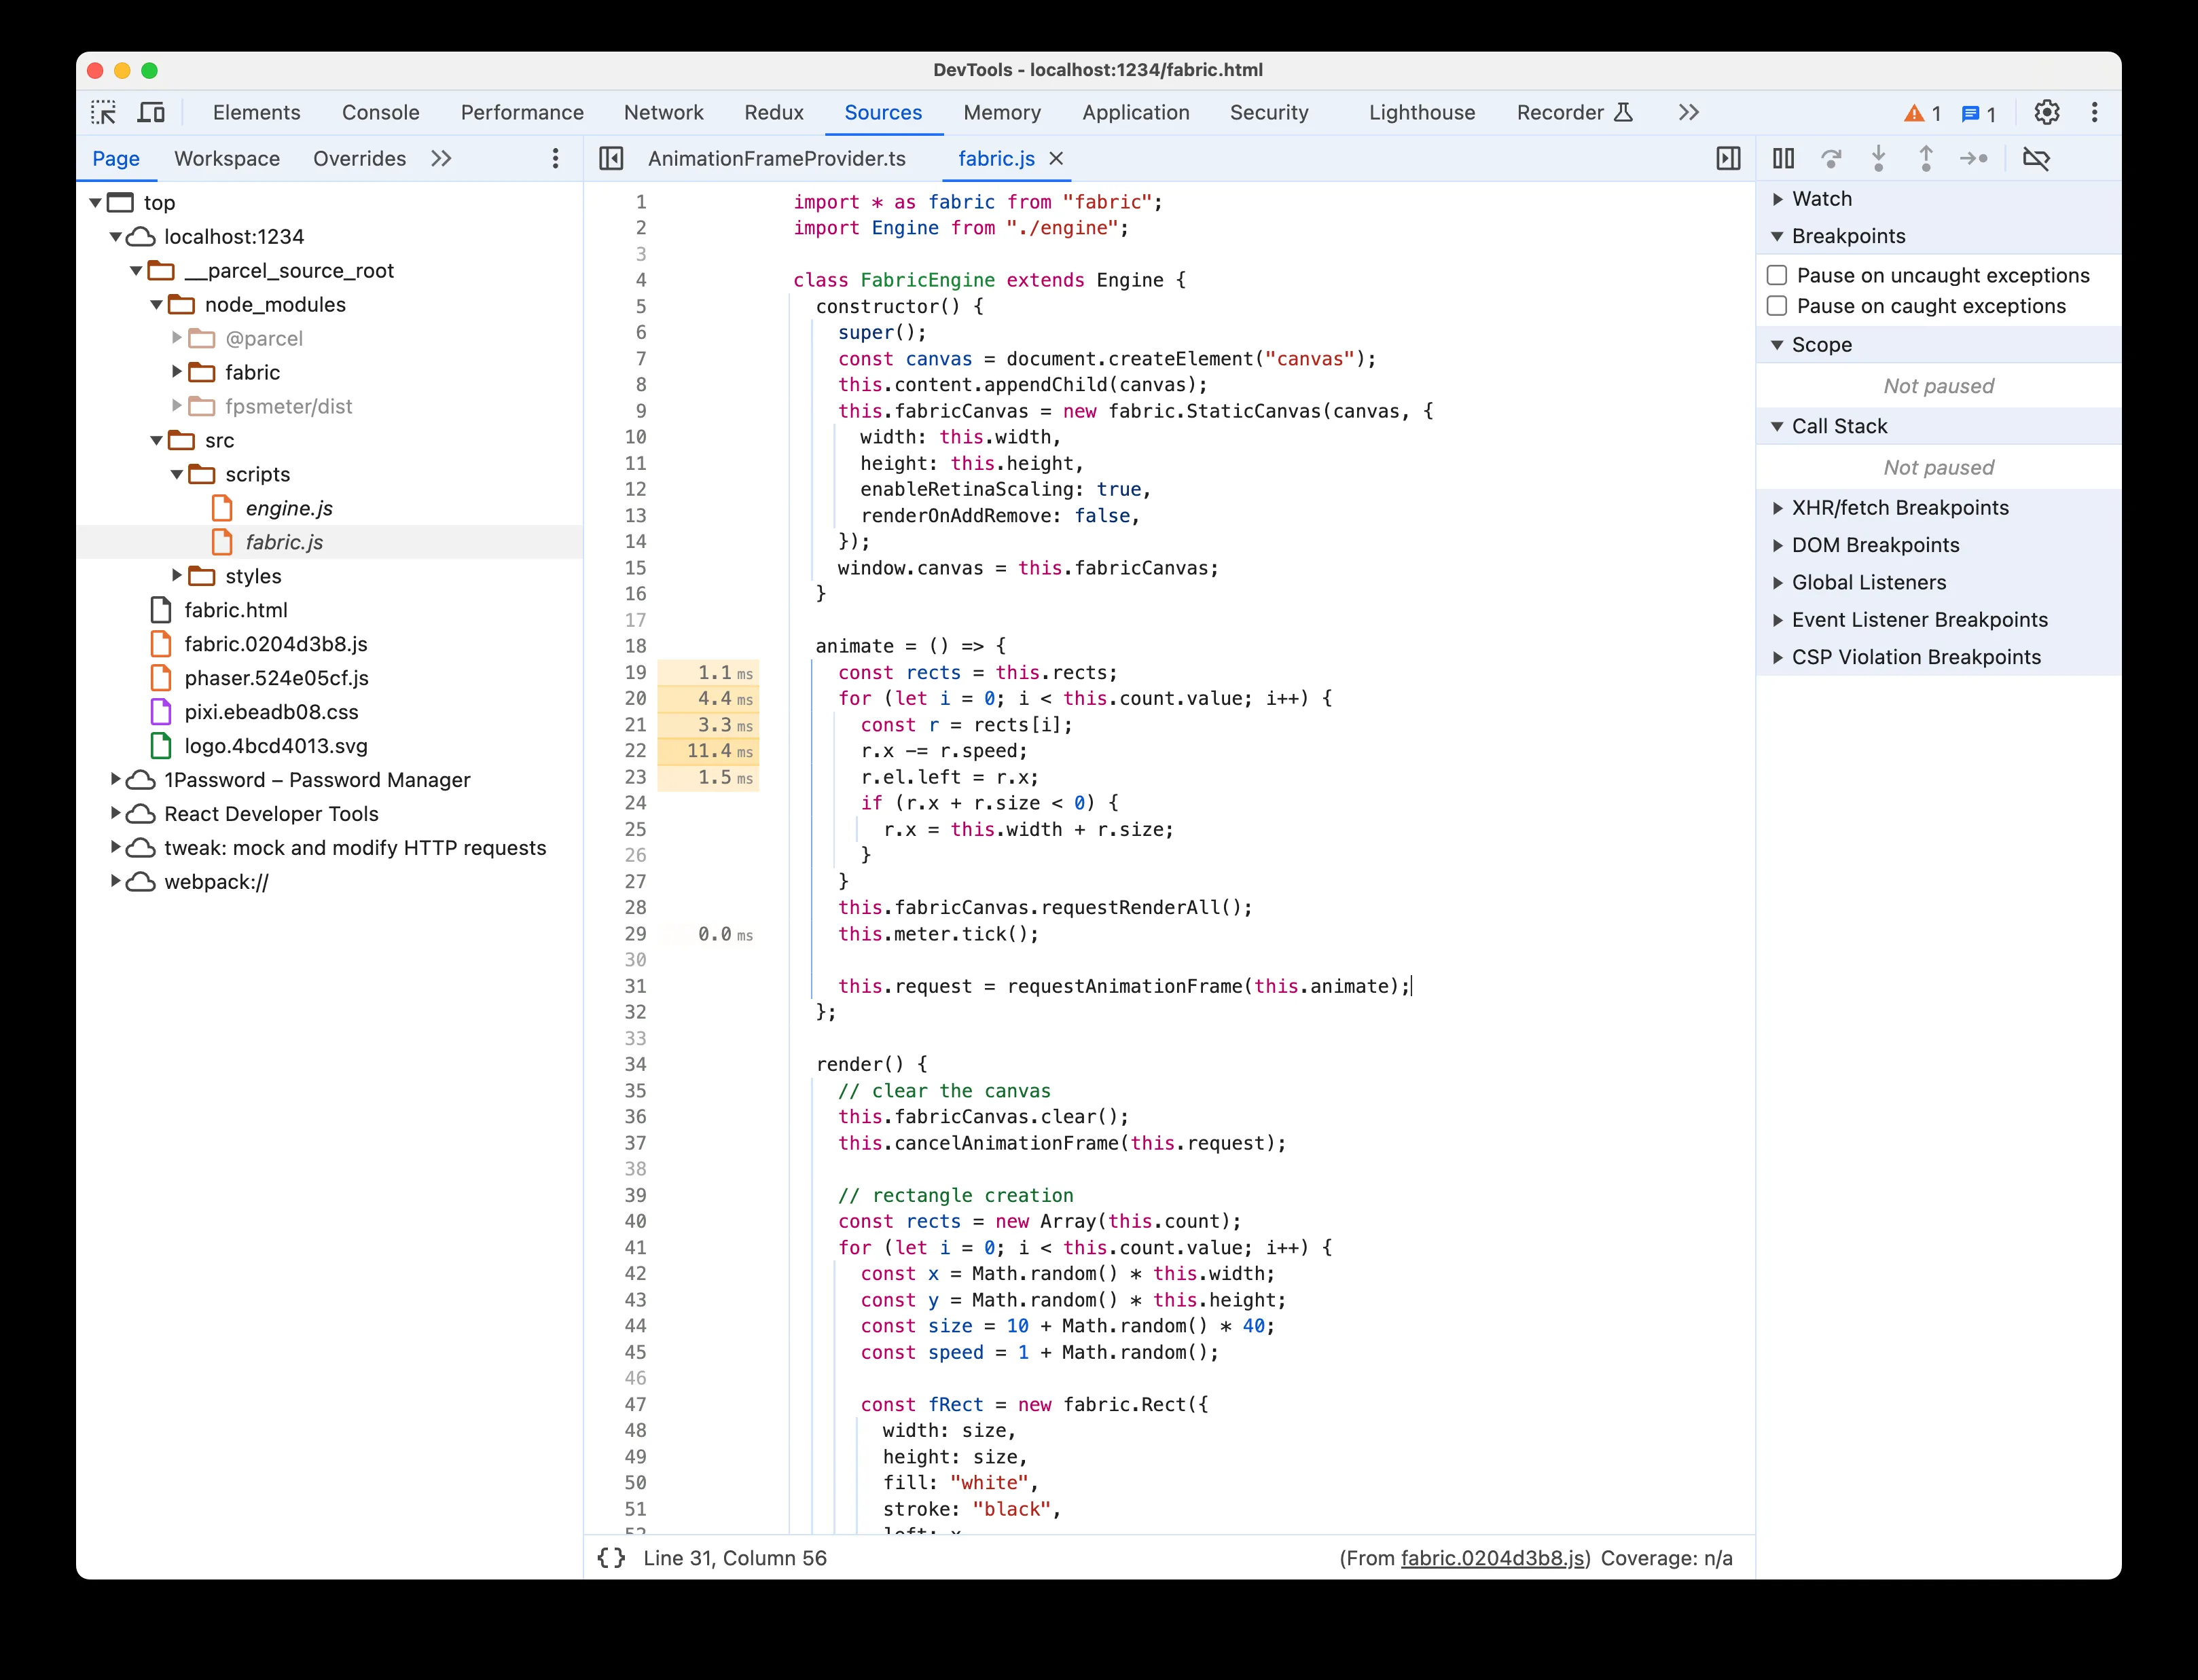 DevTools - localhost:1234/fabric.html
Elements Console Performance Network Redux Sources Memory Application Security Lighthouse Recorder 1 1
Page Workspace Overrides
top
localhost:1234
__parcel_source_root
node_modules
@parcel
fabric
fpsmeter/dist
src
scripts
engine.js
fabric.js
styles
fabric.html
fabric.0204d3b8.js
phaser.524e05cf.js
pixi.ebeadb08.css
logo.4bcd4013.svg
1Password – Password Manager
React Developer Tools
tweak: mock and modify HTTP requests
webpack://
AnimationFrameProvider.ts fabric.js
1 import * as fabric from "fabric";
2 import Engine from "./engine";
3
4 class FabricEngine extends Engine {
5 constructor() {
6 super();
7 const canvas = document.createElement("canvas");
8 this.content.appendChild(canvas);
9 this.fabricCanvas = new fabric.StaticCanvas(canvas, {
10 width: this.width,
11 height: this.height,
12 enableRetinaScaling: true,
13 renderOnAddRemove: false,
14 });
15 window.canvas = this.fabricCanvas;
16 }
17
18 animate = () => {
19 1.1 ms const rects = this.rects;
20 4.4 ms for (let i = 0; i < this.count.value; i++) {
21 3.3 ms const r = rects[i];
22 11.4 ms r.x -= r.speed;
23 1.5 ms r.el.left = r.x;
24 if (r.x + r.size < 0) {
25 r.x = this.width + r.size;
26 }
27 }
28 this.fabricCanvas.requestRenderAll();
29 0.0 ms this.meter.tick();
30
31 this.request = requestAnimationFrame(this.animate);
32 };
33
34 render() {
35 // clear the canvas
36 this.fabricCanvas.clear();
37 this.cancelAnimationFrame(this.request);
38
39 // rectangle creation
40 const rects = new Array(this.count);
41 for (let i = 0; i < this.count.value; i++) {
42 const x = Math.random() * this.width;
43 const y = Math.random() * this.height;
44 const size = 10 + Math.random() * 40;
45 const speed = 1 + Math.random();
46
47 const fRect = new fabric.Rect({
48 width: size,
49 height: size,
50 fill: "white",
51 stroke: "black",
52 left: x
{} Line 31, Column 56 (From fabric.0204d3b8.js) Coverage: n/a
Watch
Breakpoints
Pause on uncaught exceptions
Pause on caught exceptions
Scope
Not paused
Call Stack
Not paused
XHR/fetch Breakpoints
DOM Breakpoints
Global Listeners
Event Listener Breakpoints
CSP Violation Breakpoints